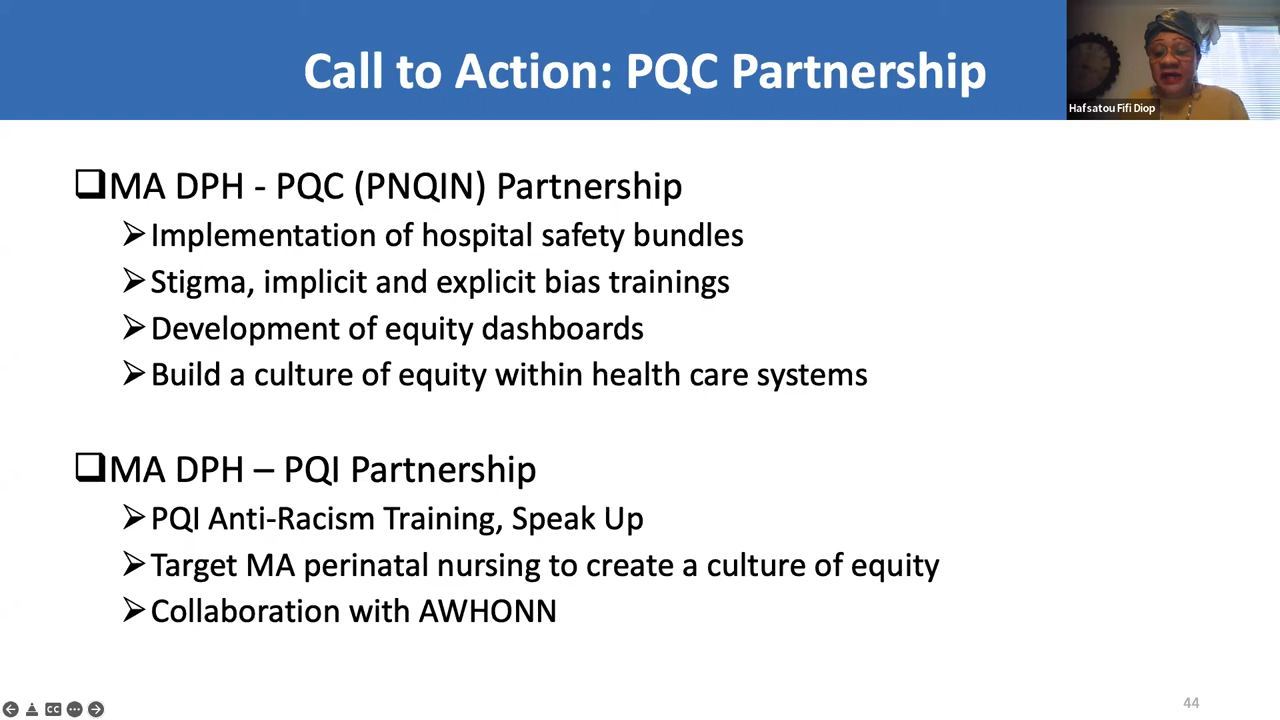 Call to Action: PQC Partnership
Hafsatou Fifi Diop
❑MA DPH - PQC (PNQIN) Partnership
➢Implementation of hospital safety bundles
➢Stigma, implicit and explicit bias trainings
➢Development of equity dashboards
➢Build a culture of equity within health care systems
❑MA DPH – PQI Partnership
➢PQI Anti-Racism Training, Speak Up
➢Target MA perinatal nursing to create a culture of equity
➢Collaboration with AWHONN
CC
44